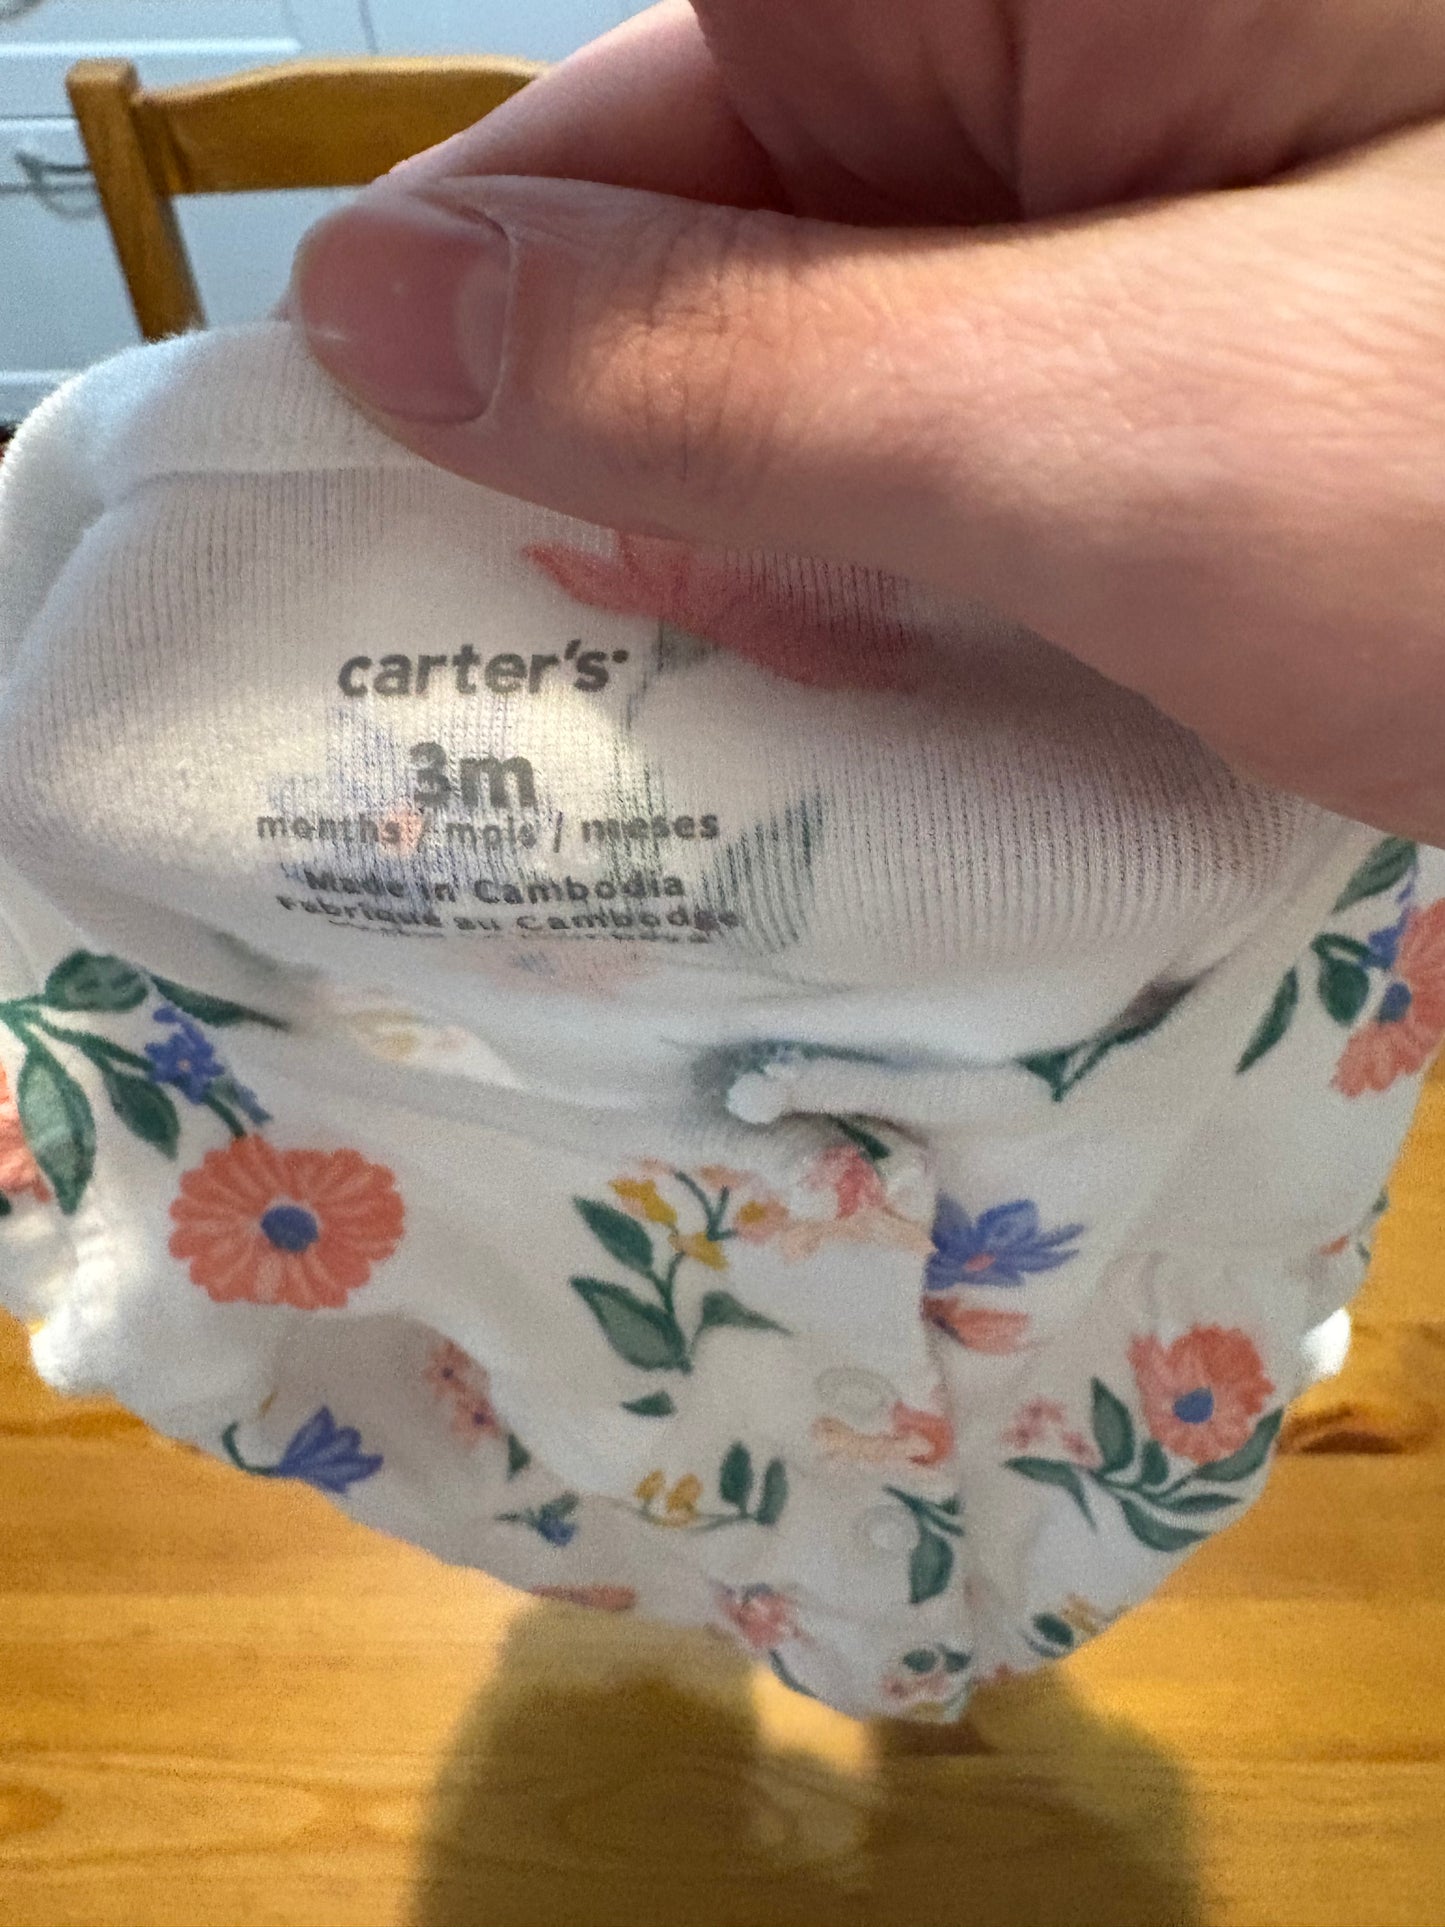 carter's
3m
months / mois / meses
Made in Cambodia
Fabriqué au Cambodge